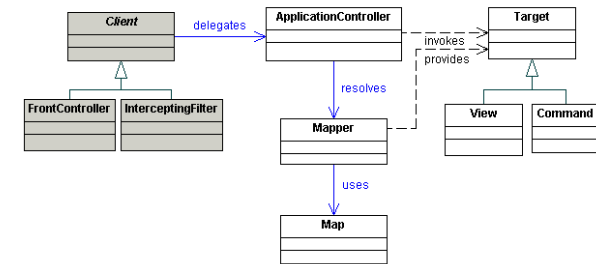 Client
delegates
ApplicationController
invokes
provides
Target
FrontController
InterceptingFilter
resolves
Mapper
View
Command
uses
Map